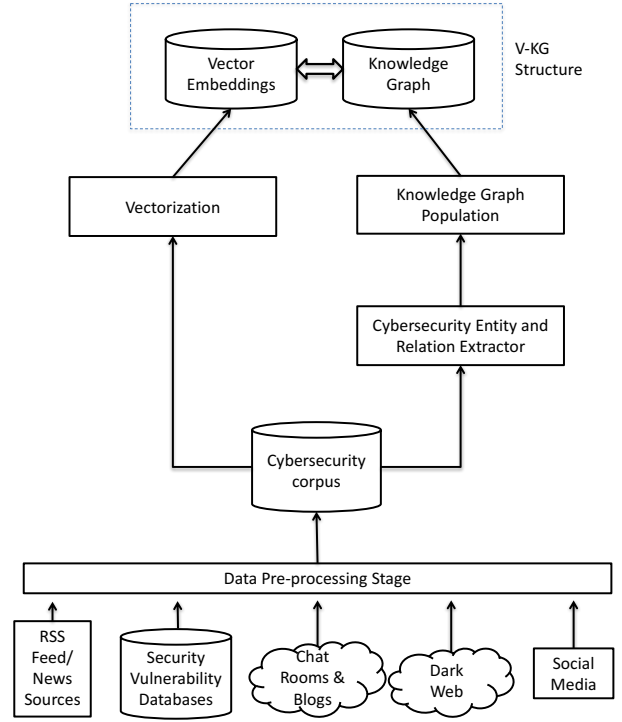 Vector
Embeddings
Knowledge
Graph
V-KG
Structure
Vectorization
Knowledge Graph
Population
Cybersecurity Entity and
Relation Extractor
Cybersecurity
corpus
Data Pre-processing Stage
RSS
Feed/
News
Sources
Security
Vulnerability
Databases
Chat
Rooms &
Blogs
Dark
Web
Social
Media